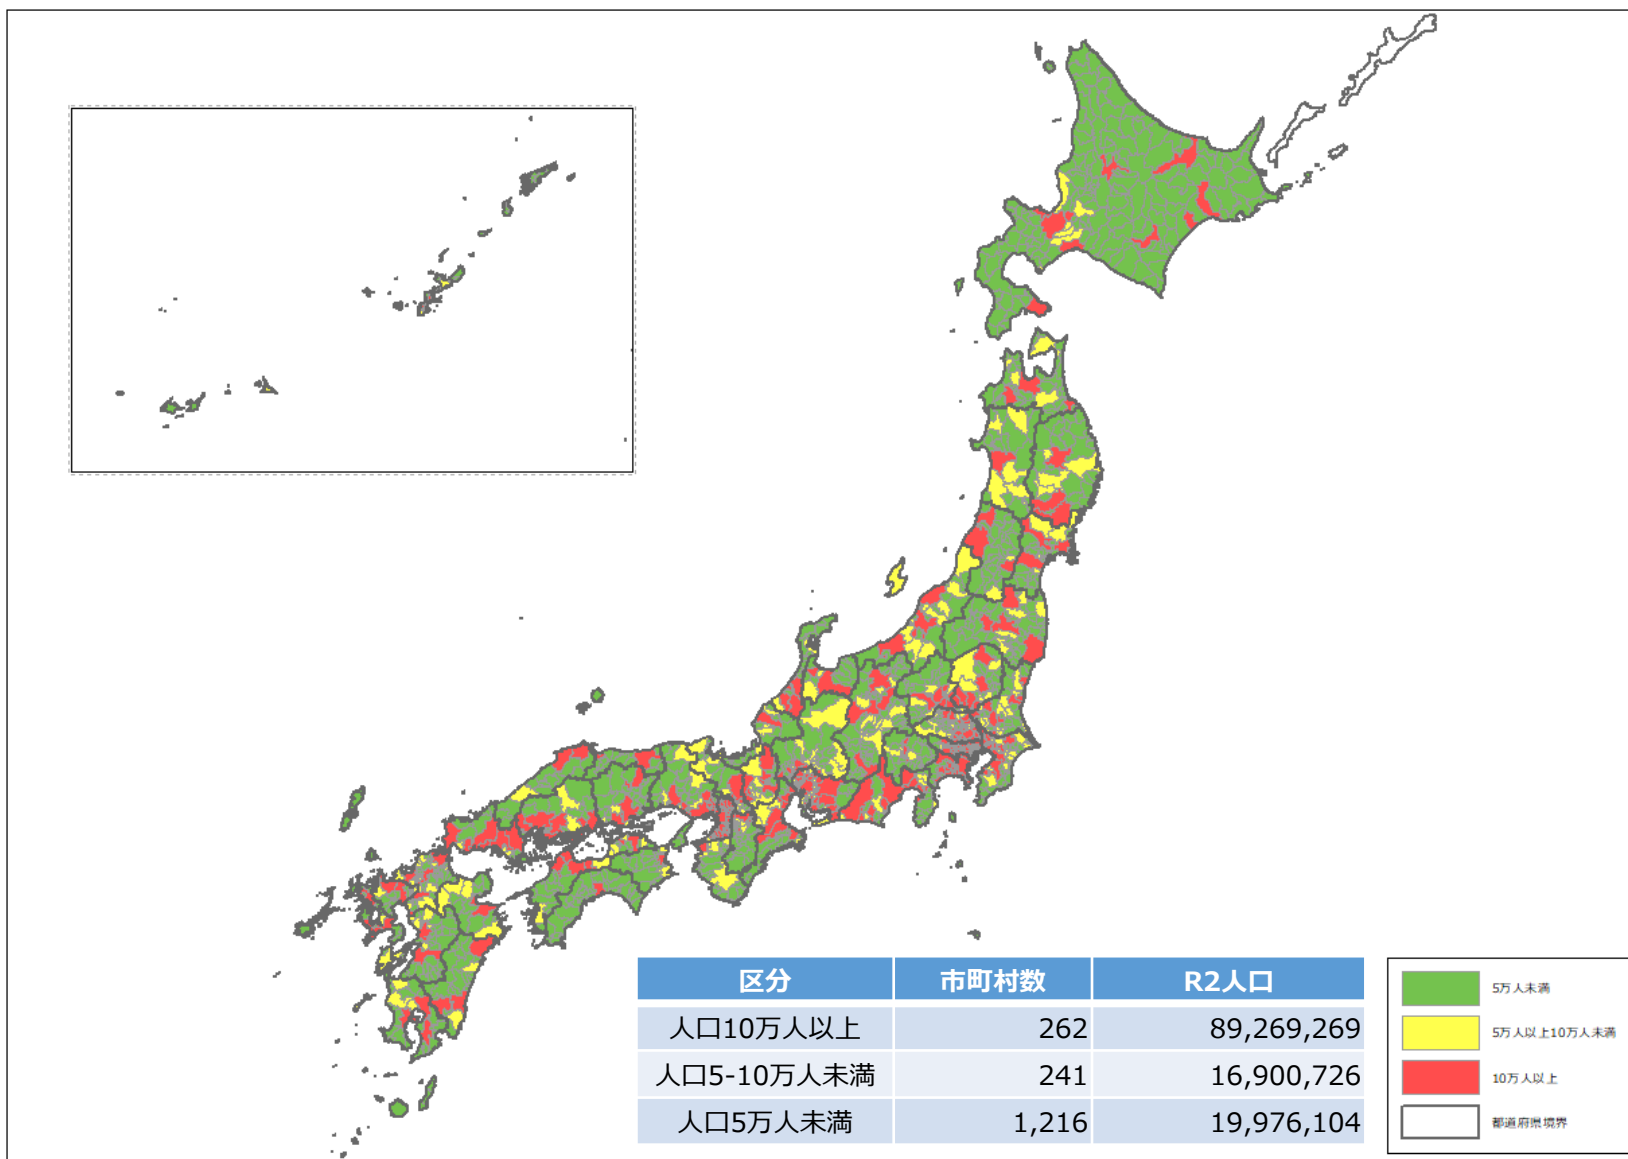 区分 市町村数 R2人口
人口10万人以上 262 89,269,269
人口5-10万人未満 241 16,900,726
人口5万人未満 1,216 19,976,104
5万人未満
5万人以上10万人未満
10万人以上
都道府県境界